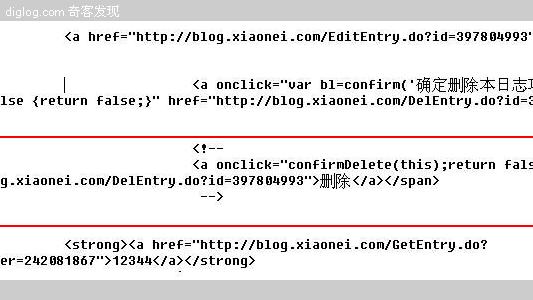 diglog.com 奇客发现
<a href="http://blog.xiaonei.com/EditEntry.do?id=397804993"
<a onclick="var bl=confirm('确定删除本日志项
lse {return false;}" href="http://blog.xiaonei.com/DelEntry.do?id=3
<!--
<a onclick="confirmDelete(this);return fals
og.xiaonei.com/DelEntry.do?id=397804993">删除</a></span>
-->
<strong><a href="http://blog.xiaonei.com/GetEntry.do?
er=242081867">12344</a></strong>